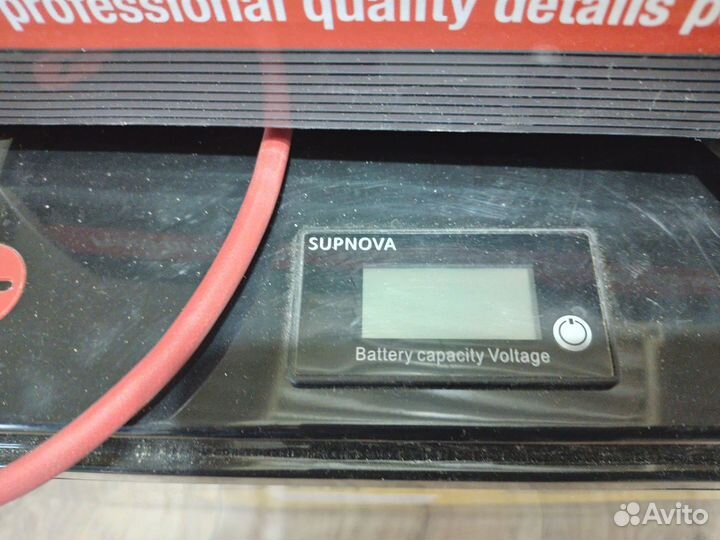 professional quality details
SUPNOVA
Battery capacity Voltage
Avito